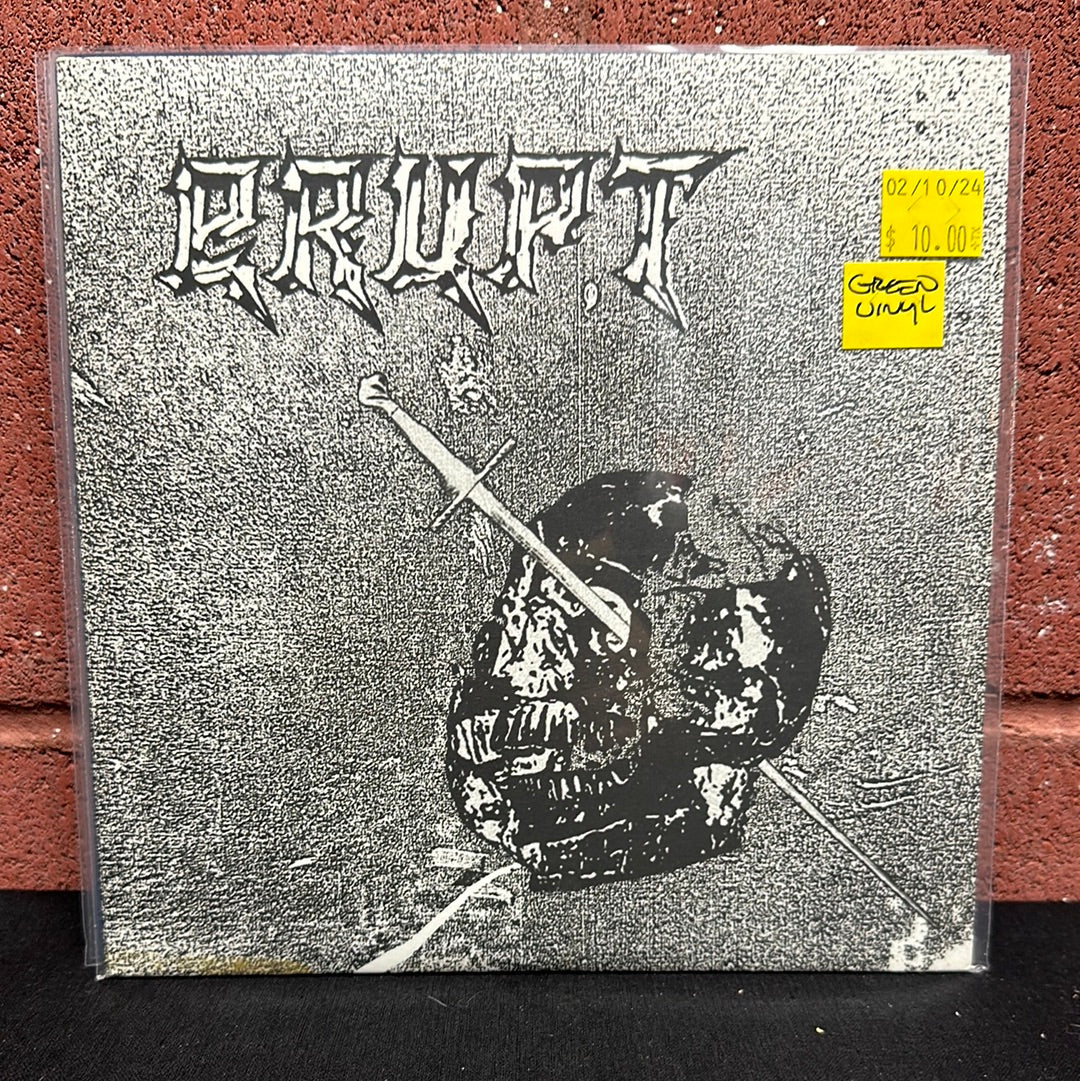 ERUPT
02/10/24
$ 10.00
GREEN
VINYL